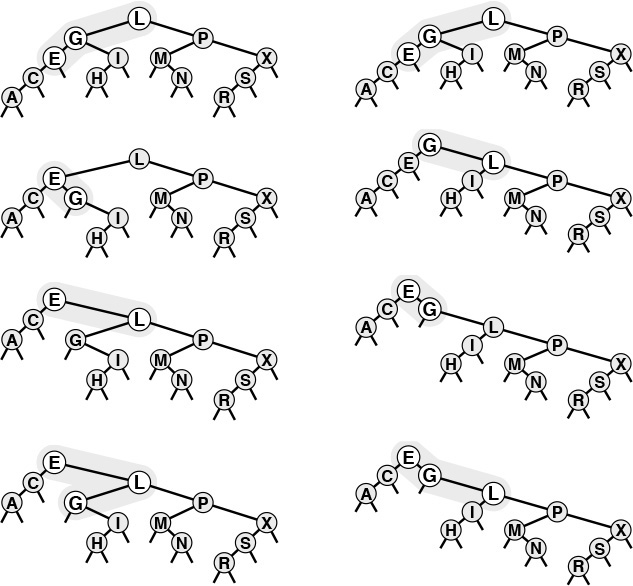 L
G P
E I M X
C H N S
A R
L
G P
E I M X
C H N S
A R
L
E P
C G M X
A I N S
H R
G
E L
C I P
A H M X
N S
R
E
C L
A G P
I M X
H N S
R
E
C G
A L
I P
H M X
N S
R
E
C L
A G P
I M X
H N S
R
E
C G
A L
I P
H M X
N S
R